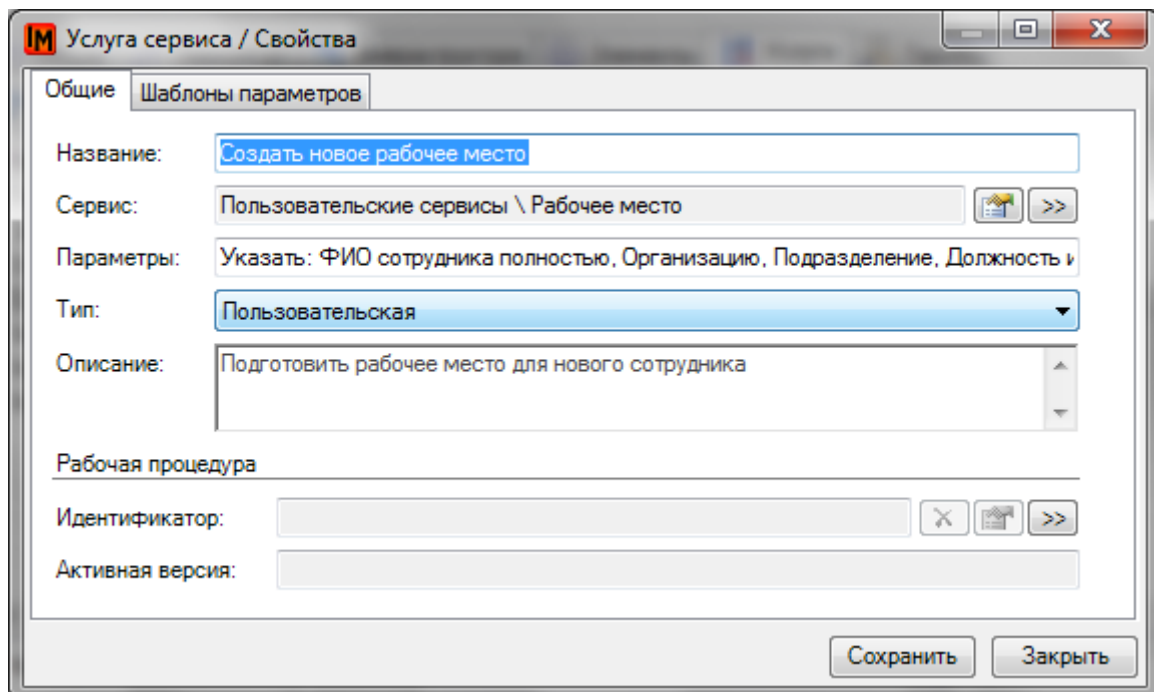 IM Услуга сервиса / Свойства
Общие Шаблоны параметров
Название: Создать новое рабочее место
Сервис: Пользовательские сервисы \ Рабочее место >>
Параметры: Указать: ФИО сотрудника полностью, Организацию, Подразделение, Должность и
Тип: Пользовательская
Описание: Подготовить рабочее место для нового сотрудника
Рабочая процедура
Идентификатор: >>
Активная версия:
Сохранить Закрыть